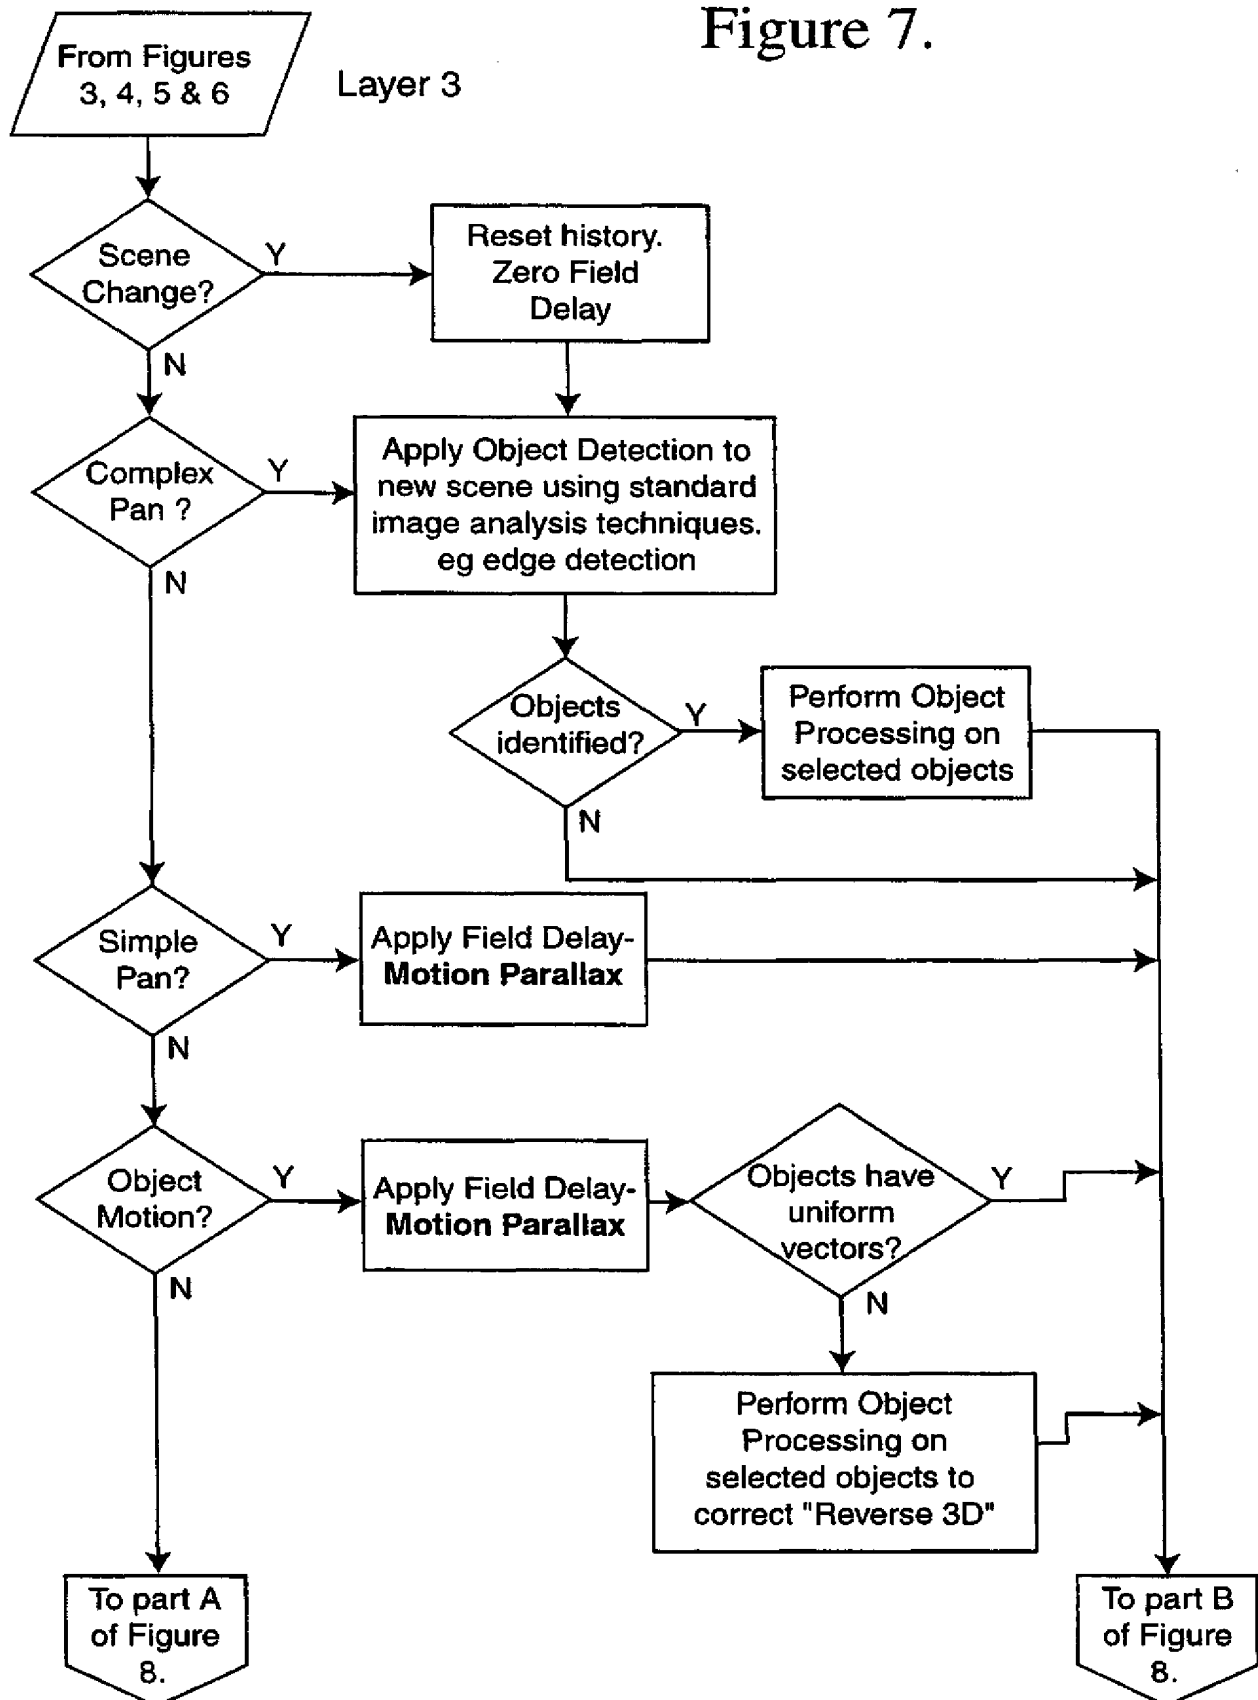 Figure 7.
From Figures
3, 4, 5 & 6
Layer 3
Scene
Change?
Y
N
Reset history.
Zero Field
Delay
Complex
Pan ?
Y
N
Apply Object Detection to
new scene using standard
image analysis techniques.
eg edge detection
Objects
identified?
Y
N
Perform Object
Processing on
selected objects
Simple
Pan?
Y
N
Apply Field Delay-
Motion Parallax
Object
Motion?
Y
N
Apply Field Delay-
Motion Parallax
Objects have
uniform
vectors?
Y
N
Perform Object
Processing on
selected objects to
correct "Reverse 3D"
To part A
of Figure
8.
To part B
of Figure
8.